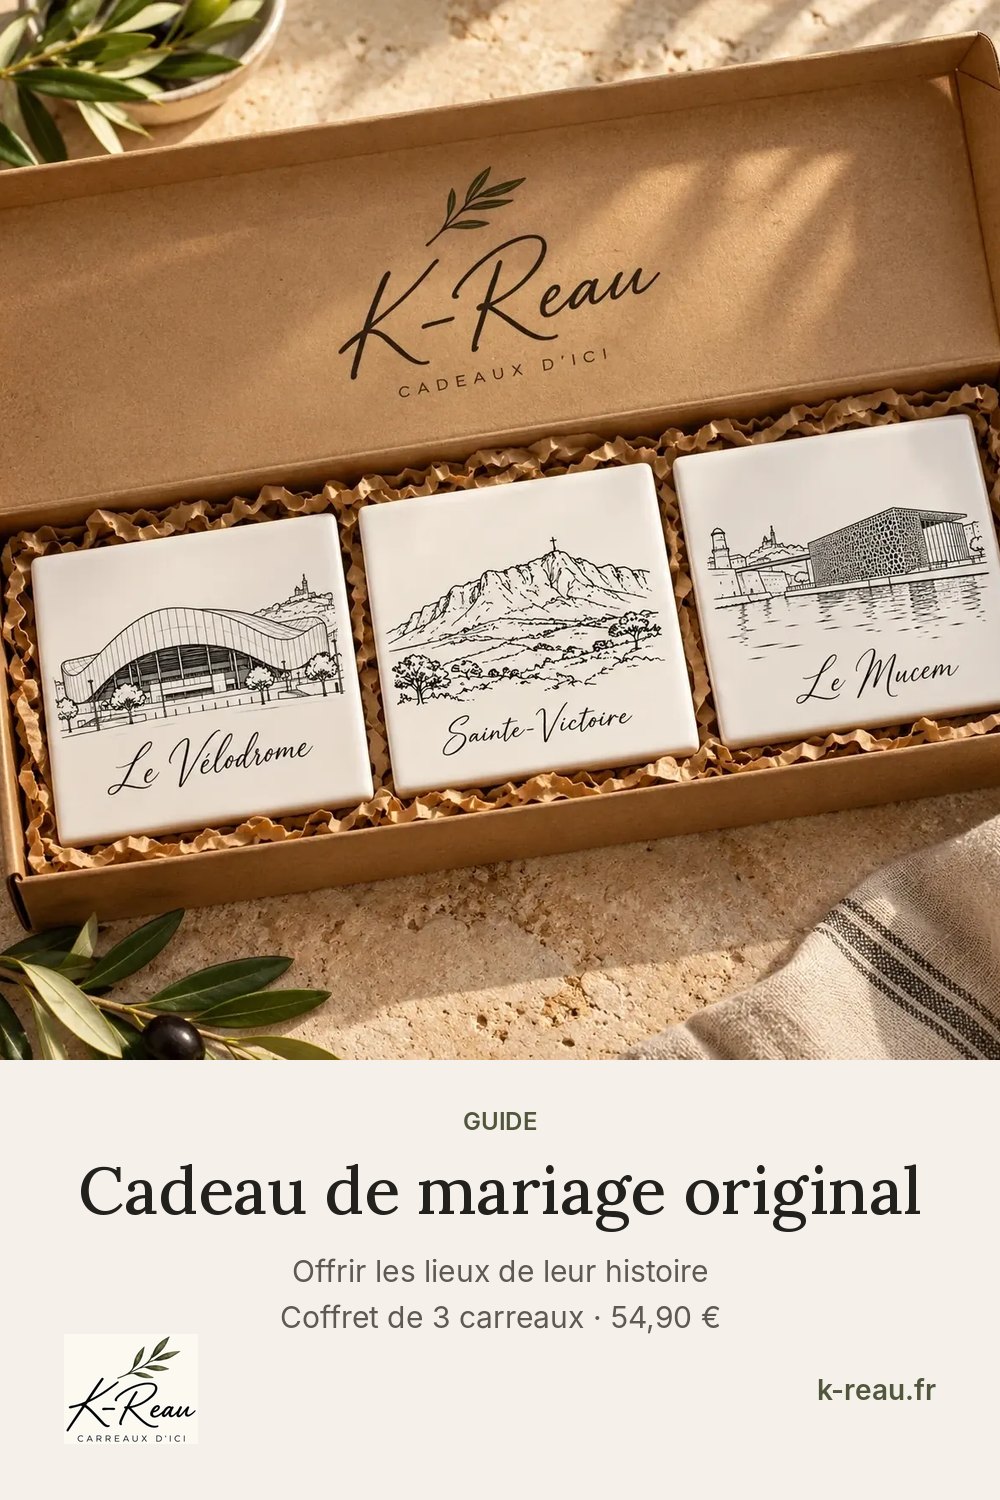 K-Reau
CADEAUX D'ICI
Le Vélodrome
Sainte-Victoire
Le Mucem
GUIDE
Cadeau de mariage original
Offrir les lieux de leur histoire
Coffret de 3 carreaux · 54,90 €
K-Reau
CARREAUX D'ICI
k-reau.fr